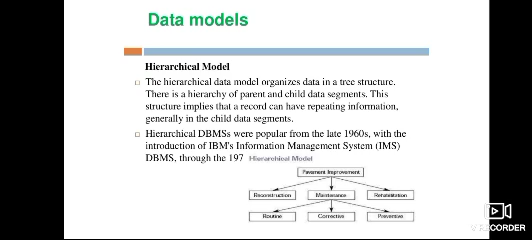 Data models
Hierarchical Model
The hierarchical data model organizes data in a tree structure.
There is a hierarchy of parent and child data segments. This
structure implies that a record can have repeating information,
generally in the child data segments.
Hierarchical DBMSs were popular from the late 1960s, with the
introduction of IBM's Information Management System (IMS)
DBMS, through the 197
Hierarchical Model
Pavement Improvement
Reconstruction Maintenance Rehabilitation
Routine Corrective Preventive
RECORDER